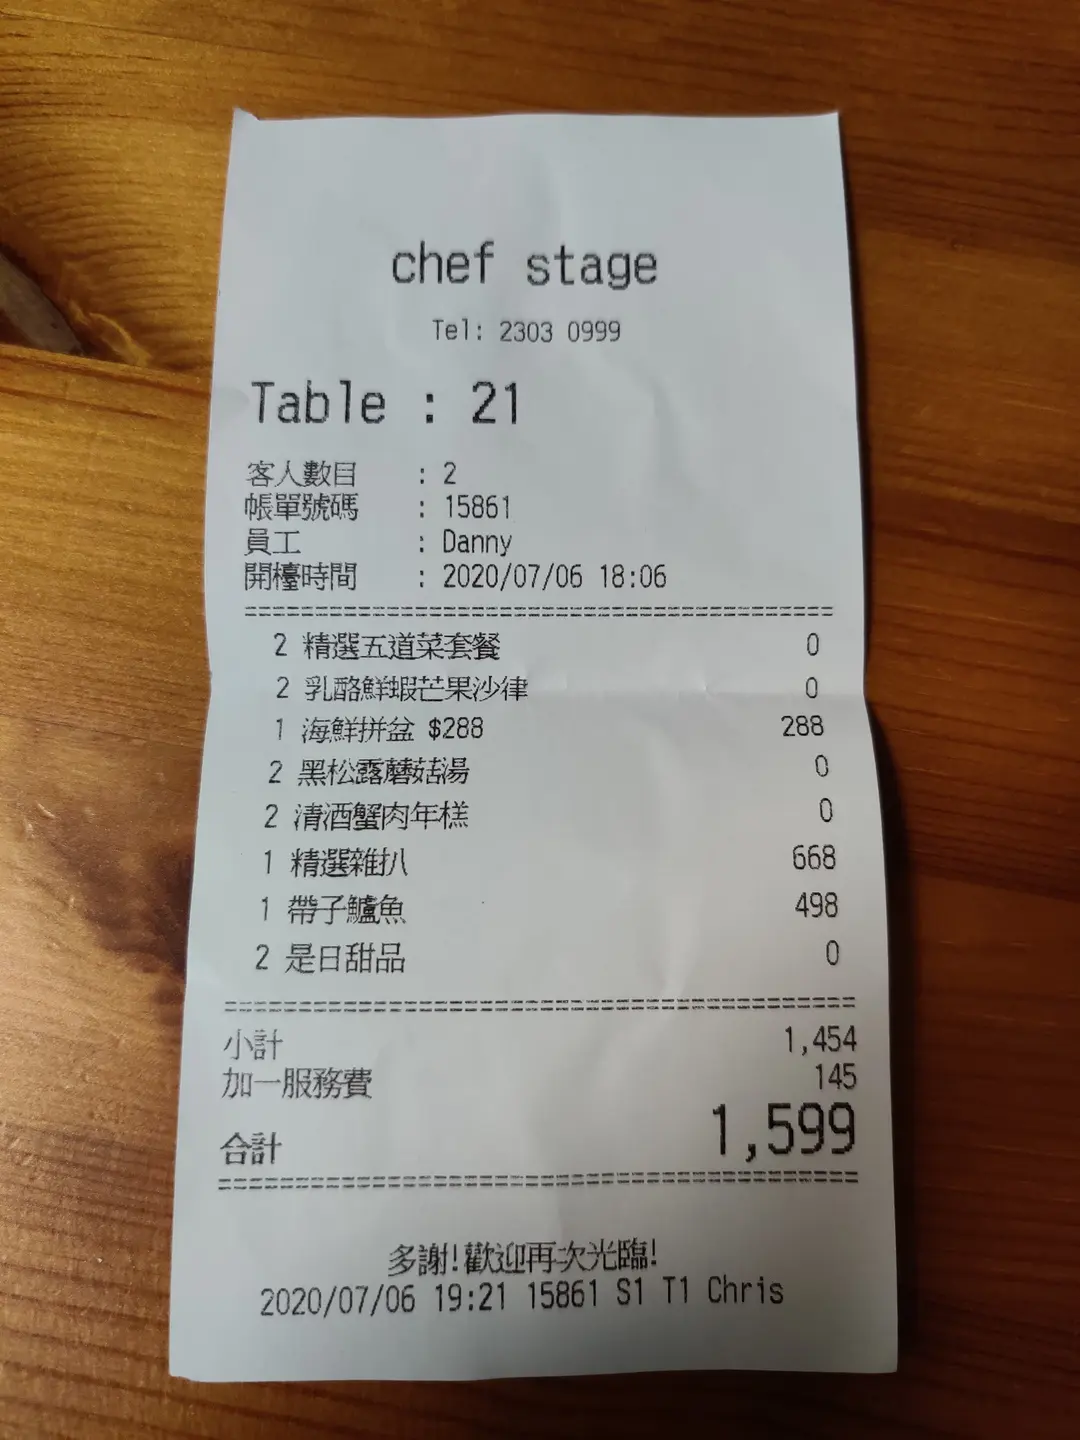 chef stage
Tel: 2303 0999
Table : 21
客人數目 : 2
帳單號碼 : 15861
員工 : Danny
開檯時間 : 2020/07/06 18:06
2 精選五道菜套餐 0
2 乳酪鮮蝦芒果沙律 0
1 海鮮拼盆 $288 288
2 黑松露蘑菇湯 0
2 清酒蟹肉年糕 0
1 精選雜扒 668
1 帶子鱸魚 498
2 是日甜品 0
小計 1,454
加一服務費 145
合計 1,599
多謝!歡迎再次光臨!
2020/07/06 19:21 15861 S1 T1 Chris